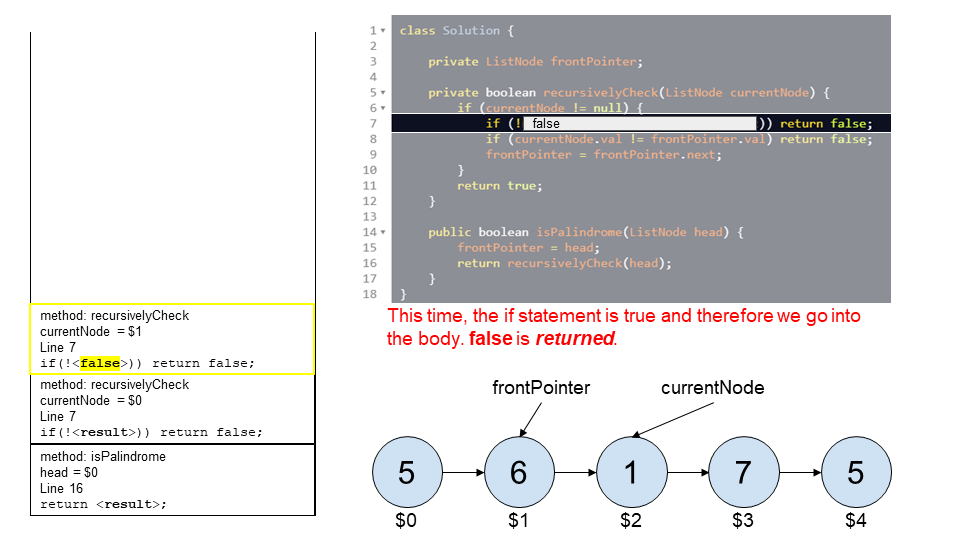 1 class Solution {
2
3 private ListNode frontPointer;
4
5 private boolean recursivelyCheck(ListNode currentNode) {
6 if (currentNode != null) {
7 if (! false )) return false;
8 if (currentNode.val != frontPointer.val) return false;
9 frontPointer = frontPointer.next;
10 }
11 return true;
12 }
13
14 public boolean isPalindrome(ListNode head) {
15 frontPointer = head;
16 return recursivelyCheck(head);
17 }
18 }
method: recursivelyCheck
currentNode = $1
Line 7
if(!<false>)) return false;
method: recursivelyCheck
currentNode = $0
Line 7
if(!<result>)) return false;
method: isPalindrome
head = $0
Line 16
return <result>;
This time, the if statement is true and therefore we go into
the body. false is returned.
frontPointer currentNode
5 6 1 7 5
$0 $1 $2 $3 $4